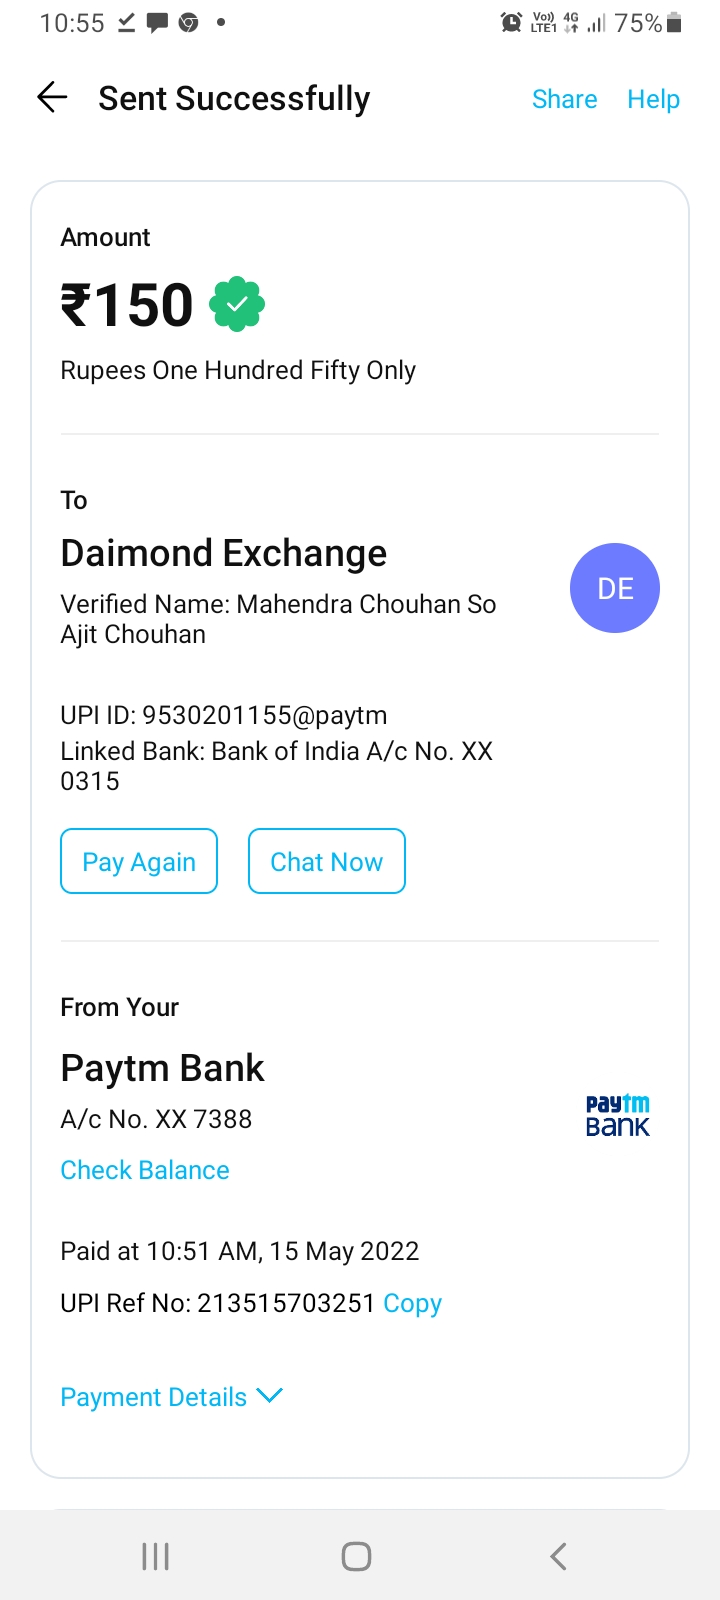 10:55
Vo))
LTE1
4G
75%
Sent Successfully
Share
Help
Amount
₹150
Rupees One Hundred Fifty Only
To
Daimond Exchange
DE
Verified Name: Mahendra Chouhan So
Ajit Chouhan
UPI ID: 9530201155@paytm
Linked Bank: Bank of India A/c No. XX
0315
Pay Again
Chat Now
From Your
Paytm Bank
A/c No. XX 7388
paytm
BANK
Check Balance
Paid at 10:51 AM, 15 May 2022
UPI Ref No: 213515703251 Copy
Payment Details